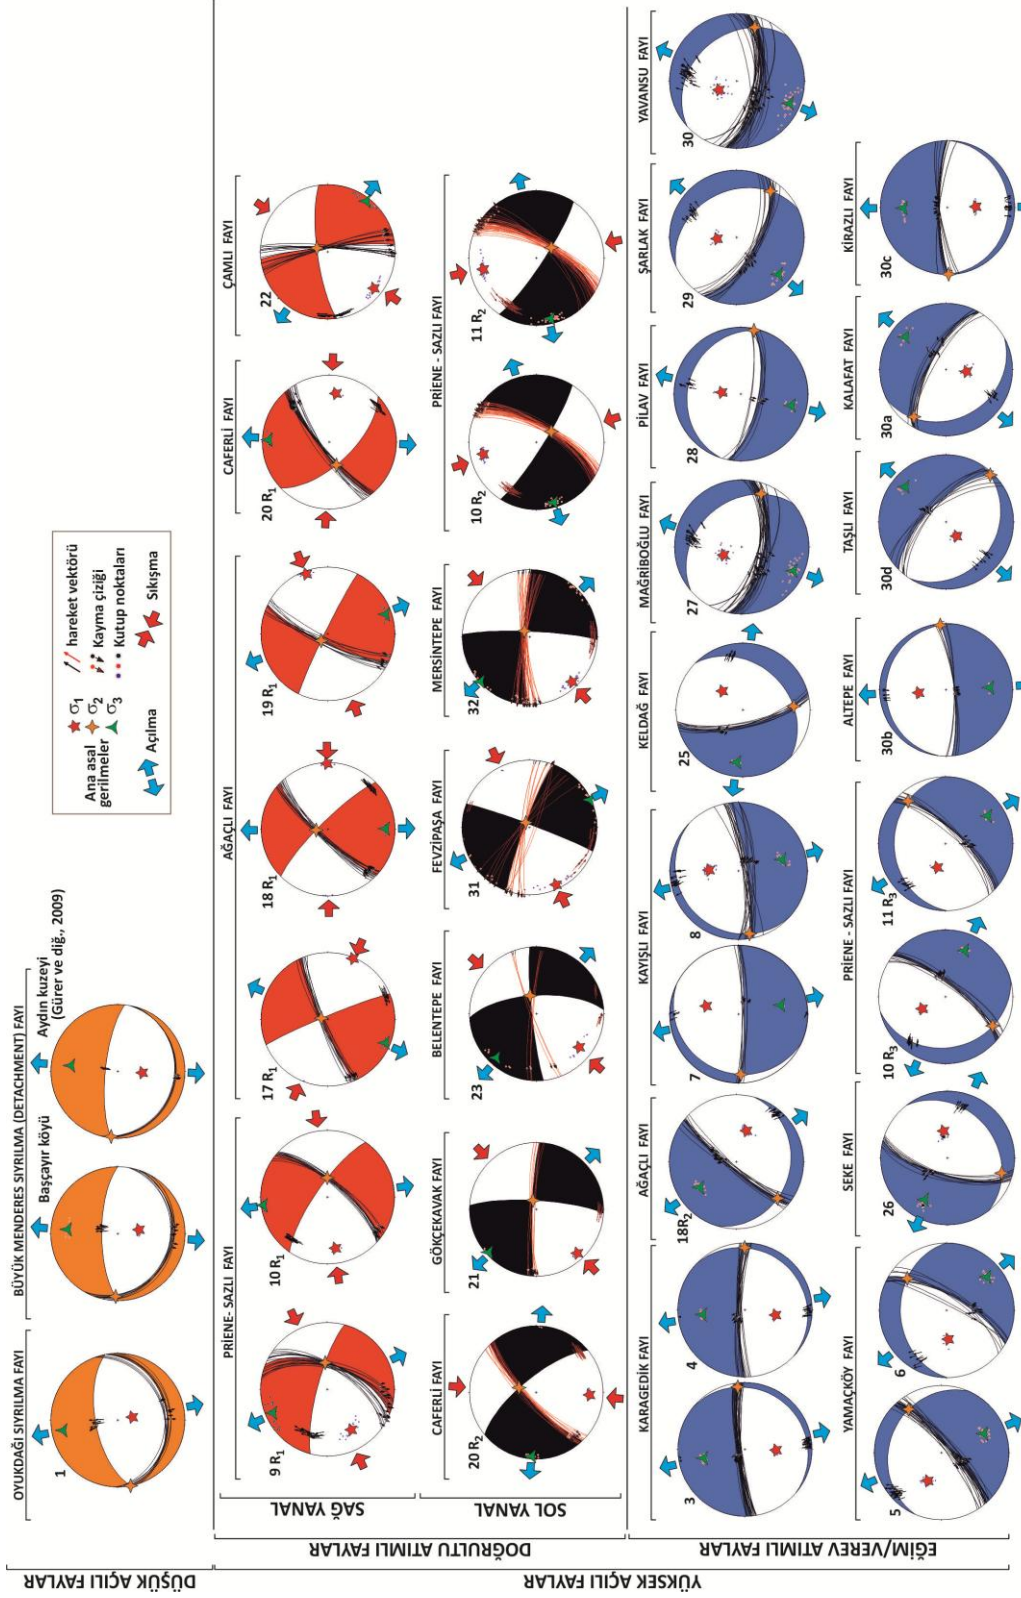 DÜŞÜK AÇILI FAYLAR
OYUKDAĞI SIYRILMA FAYI
1
BÜYÜK MENDERES SIYRILMA (DETACHMENT) FAYI
Başçayır köyü
Aydın kuzeyi
(Gürer ve diğ., 2009)
Ana asal
gerilmeler
σ1
σ2
σ3
hareket vektörü
Kayma çiziği
Kutup noktaları
Açılma
Sıkışma
YÜKSEK AÇILI FAYLAR
DOĞRULTU ATIMLI FAYLAR
SAĞ YANAL
PRİENE- SAZLI FAYI
9 R1
10 R1
AĞAÇLI FAYI
17 R1
18 R1
19 R1
CAFERLİ FAYI
20 R1
ÇAMLI FAYI
22
SOL YANAL
CAFERLİ FAYI
20 R2
GÖKÇEKAVAK FAYI
21
BELENTEPE FAYI
23
FEVZİPAŞA FAYI
31
MERSİNTEPE FAYI
32
PRİENE - SAZLI FAYI
10 R2
11 R2
EĞİM/VEREV ATIMLI FAYLAR
KARAGEDİK FAYI
3
4
AĞAÇLI FAYI
18R2
KAYIŞLI FAYI
7
8
KELDAĞ FAYI
25
MAĞRİBOĞLU FAYI
27
PİLAV FAYI
28
ŞARLAK FAYI
29
YAVANSU FAYI
30
YAMAÇKÖY FAYI
5
6
SEKE FAYI
26
PRİENE - SAZLI FAYI
10 R3
11 R3
ALTEPE FAYI
30b
TAŞLI FAYI
30d
KALAFAT FAYI
30a
KİRAZLI FAYI
30c